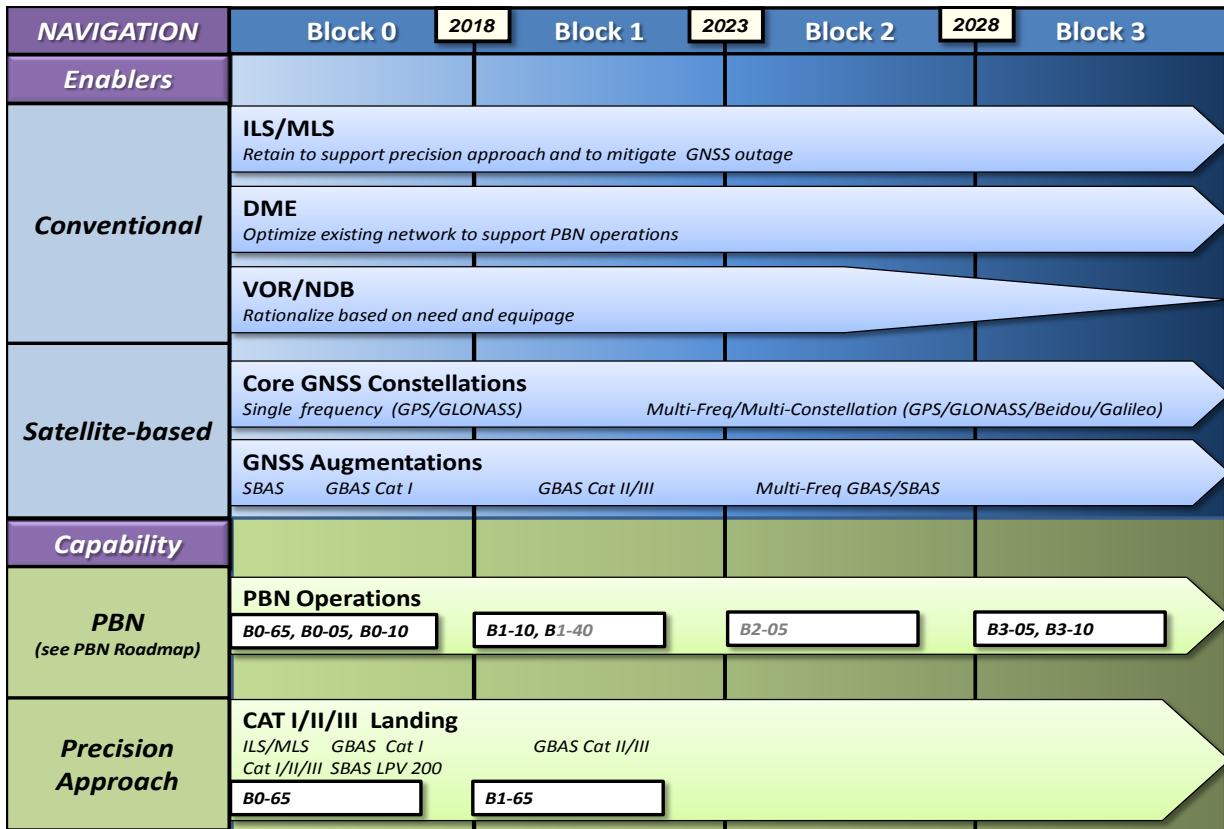 NAVIGATION
Block 0
2018
Block 1
2023
Block 2
2028
Block 3
Enablers
Conventional
ILS/MLS
Retain to support precision approach and to mitigate GNSS outage
DME
Optimize existing network to support PBN operations
VOR/NDB
Rationalize based on need and equipage
Satellite-based
Core GNSS Constellations
Single frequency (GPS/GLONASS)
Multi-Freq/Multi-Constellation (GPS/GLONASS/Beidou/Galileo)
GNSS Augmentations
SBAS GBAS Cat I GBAS Cat II/III Multi-Freq GBAS/SBAS
Capability
PBN
(see PBN Roadmap)
PBN Operations
B0-65, B0-05, B0-10
B1-10, B1-40
B2-05
B3-05, B3-10
Precision
Approach
CAT I/II/III Landing
ILS/MLS GBAS Cat I GBAS Cat II/III
Cat I/II/III SBAS LPV 200
B0-65
B1-65